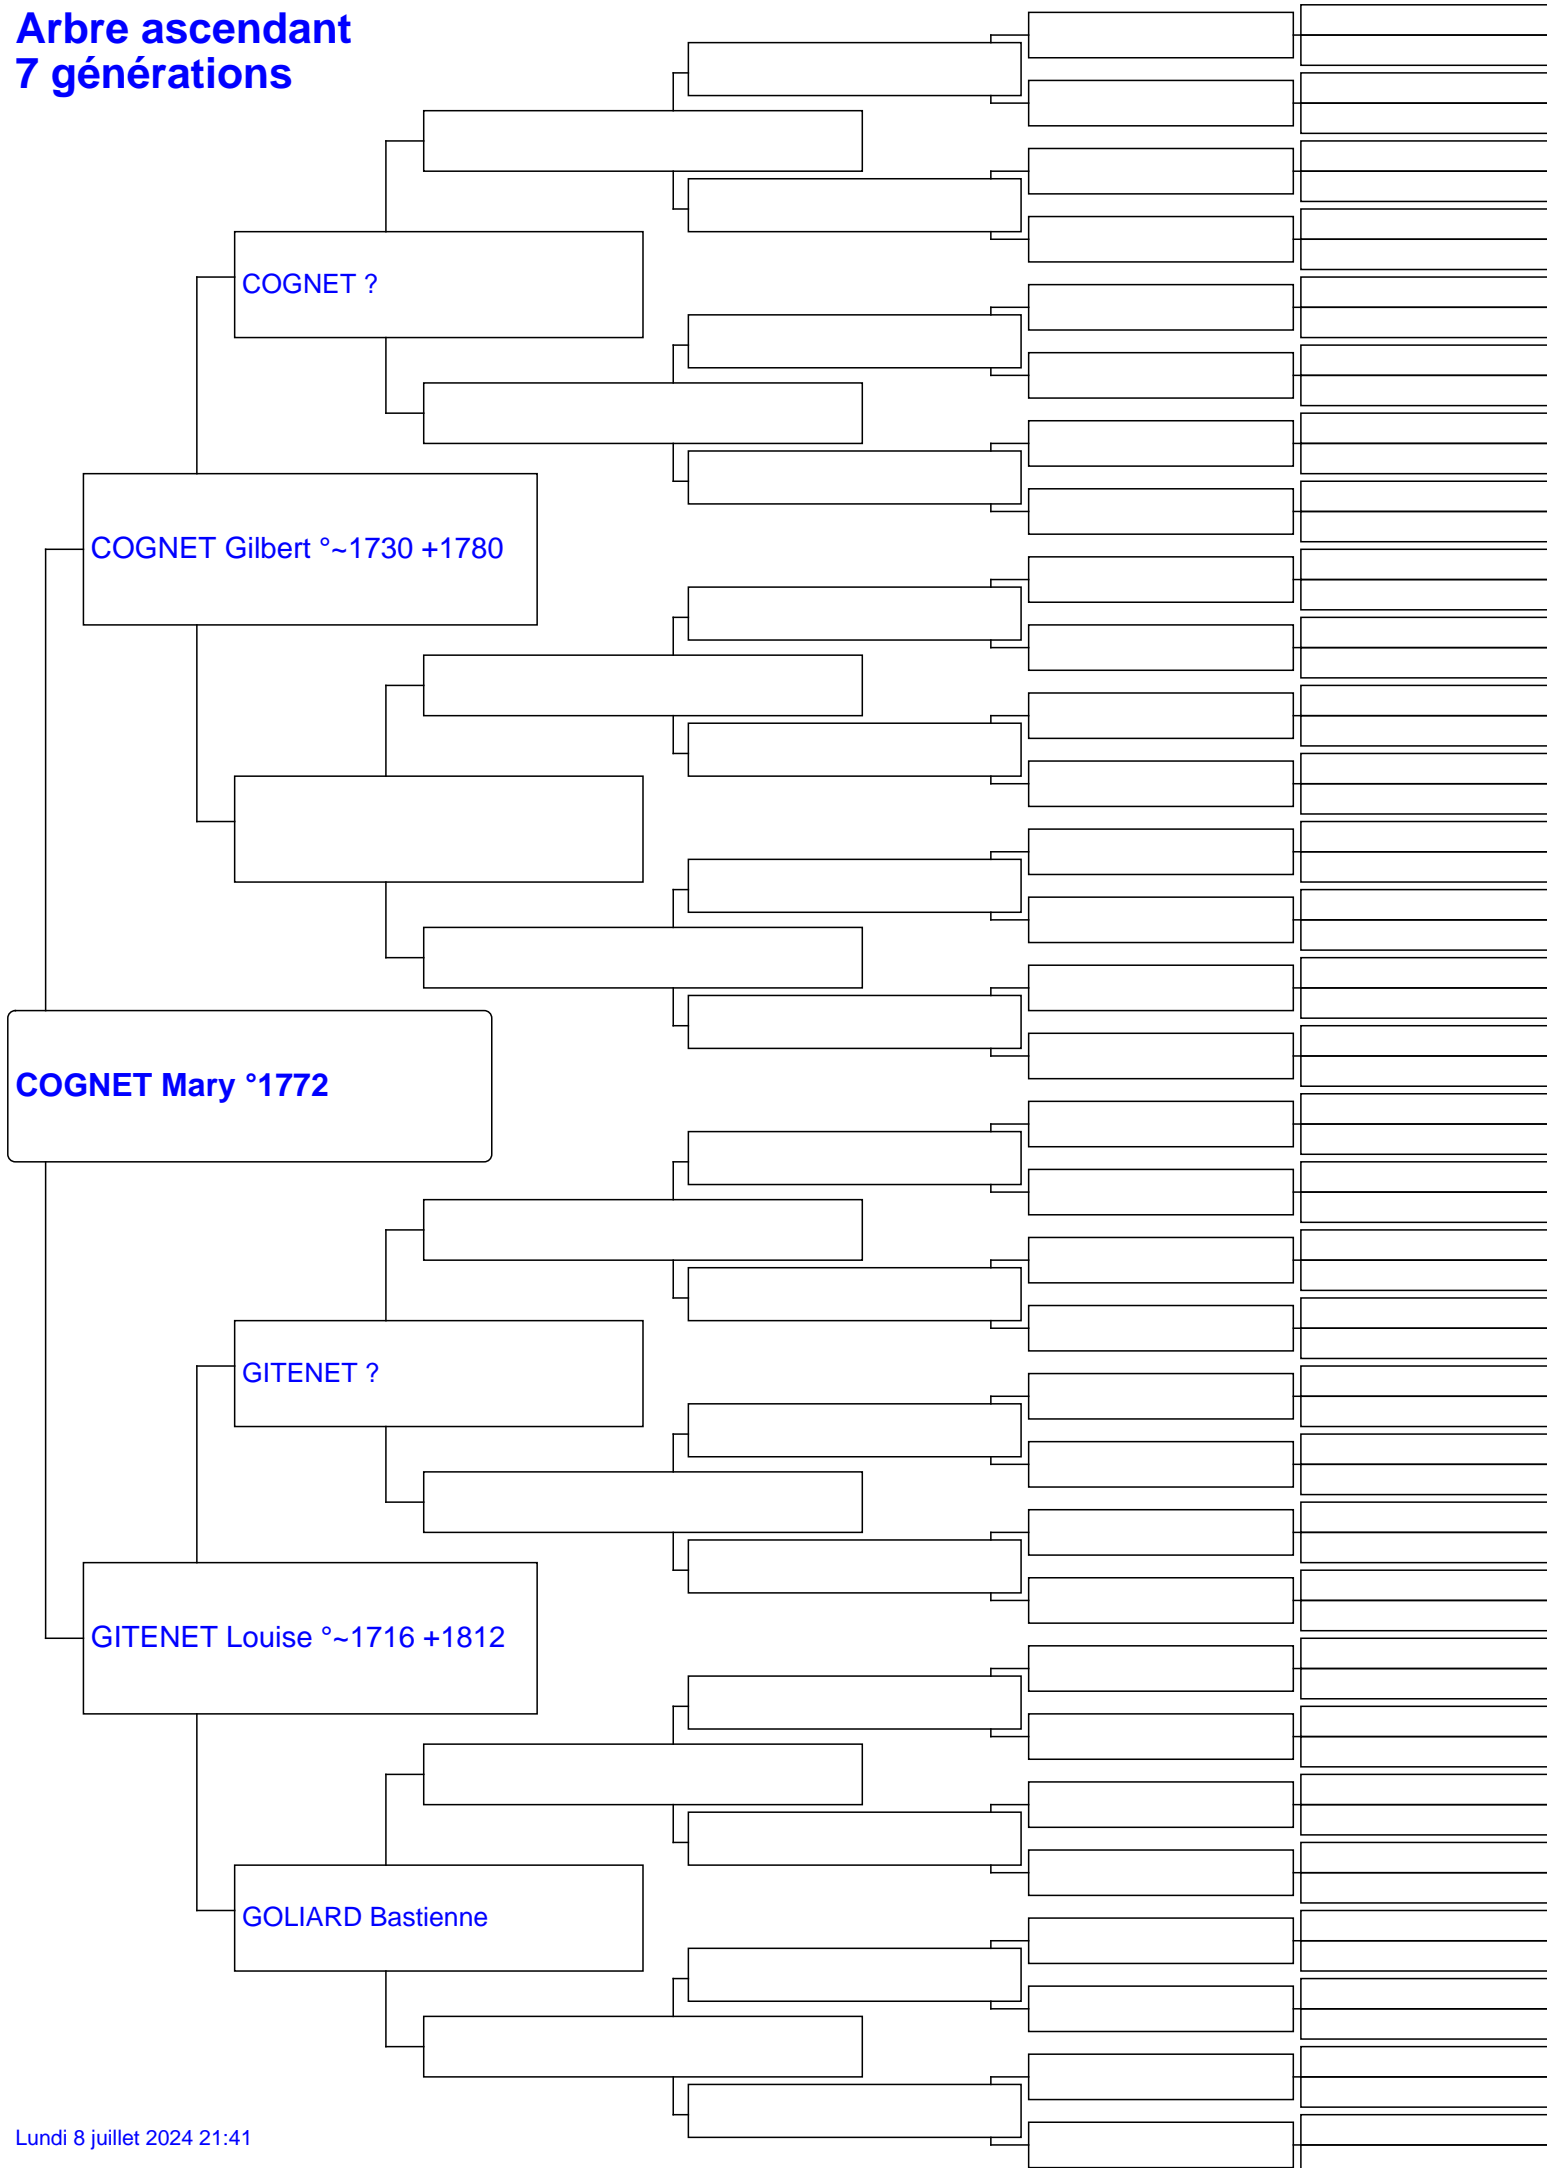 Arbre ascendant
7 générations
COGNET ?
COGNET Gilbert °~1730 +1780
COGNET Mary °1772
GITENET ?
GITENET Louise °~1716 +1812
GOLIARD Bastienne
Lundi 8 juillet 2024 21:41